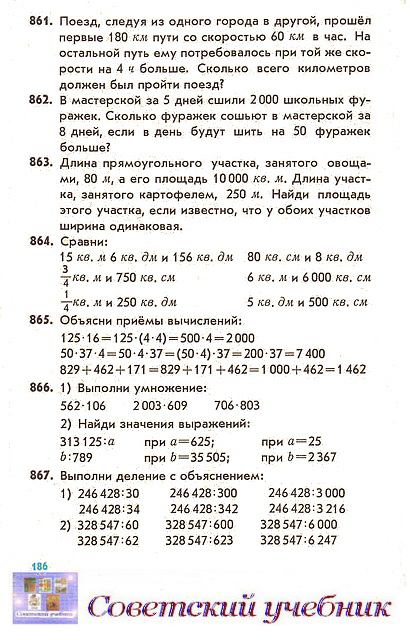 861. Поезд, следуя из одного города в другой, прошёл
первые 180 км пути со скоростью 60 км в час. На
остальной путь ему потребовалось при той же ско-
рости на 4 ч больше. Сколько всего километров
должен был пройти поезд?
862. В мастерской за 5 дней сшили 2 000 школьных фу-
ражек. Сколько фуражек сошьют в мастерской за
8 дней, если в день будут шить на 50 фуражек
больше?
863. Длина прямоугольного участка, занятого овоща-
ми, 80 м, а его площадь 10 000 кв. м. Длина участ-
ка, занятого картофелем, 250 м. Найди площадь
этого участка, если известно, что у обоих участков
ширина одинаковая.
864. Сравни:
15 кв. м 6 кв. дм и 156 кв. дм 80 кв. см и 8 кв. дм
3/4 кв. м и 750 кв. см 6 кв. м и 6 000 кв. см
1/4 кв. м и 250 кв. дм 5 кв. дм и 500 кв. см
865. Объясни приёмы вычислений:
125·16=125·(4·4)=500·4=2 000
50·37·4=50·4·37=(50·4)·37=200·37=7 400
829+462+171=829+171+462=1 000+462=1 462
866. 1) Выполни умножение:
562·106 2 003·609 706·803
2) Найди значения выражений:
313 125:a при a=625; при a=25
b:789 при b=35 505; при b=2 367
867. Выполни деление с объяснением:
1) 246 428:30 246 428:300 246 428:3 000
246 428:34 246 428:342 246 428:3 216
2) 328 547:60 328 547:600 328 547:6 000
328 547:62 328 547:623 328 547:6 247
186
Советский учебник
Советский учебник